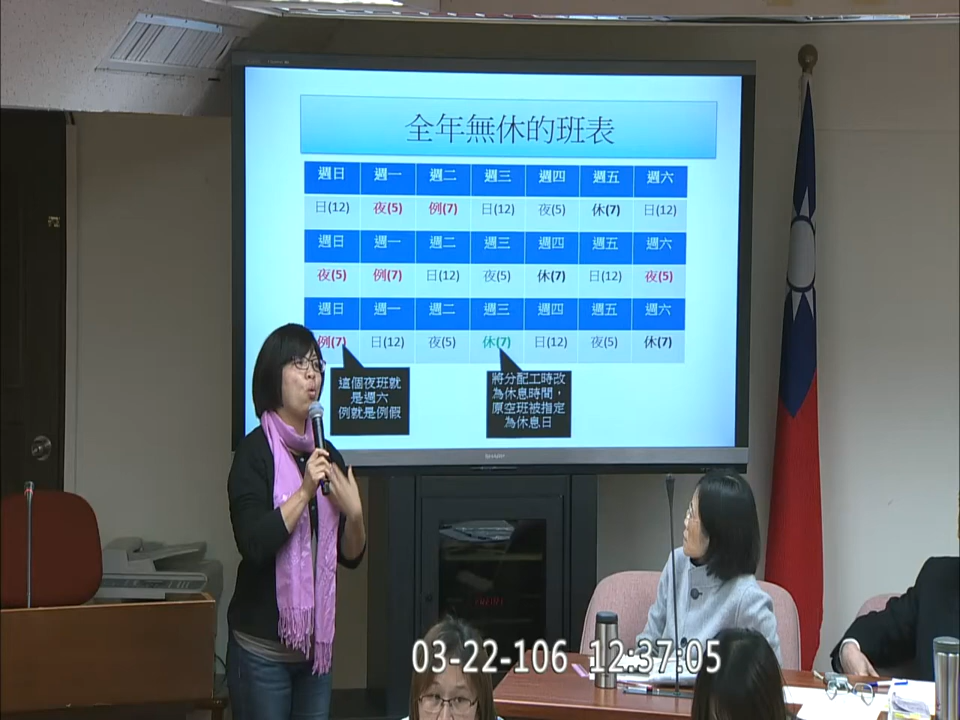 全年無休的班表
週日 週一 週二 週三 週四 週五 週六
日(12) 夜(5) 例(7) 日(12) 夜(5) 休(7) 日(12)
週日 週一 週二 週三 週四 週五 週六
夜(5) 例(7) 日(12) 夜(5) 休(7) 日(12) 夜(5)
週日 週一 週二 週三 週四 週五 週六
例(7) 日(12) 夜(5) 休(7) 日(12) 夜(5) 休(7)
這個夜班就
是週六
例就是例假
將分配工時改
為休息時間，
原空班被指定
為休息日
SHARP
03-22-106 12:37:05